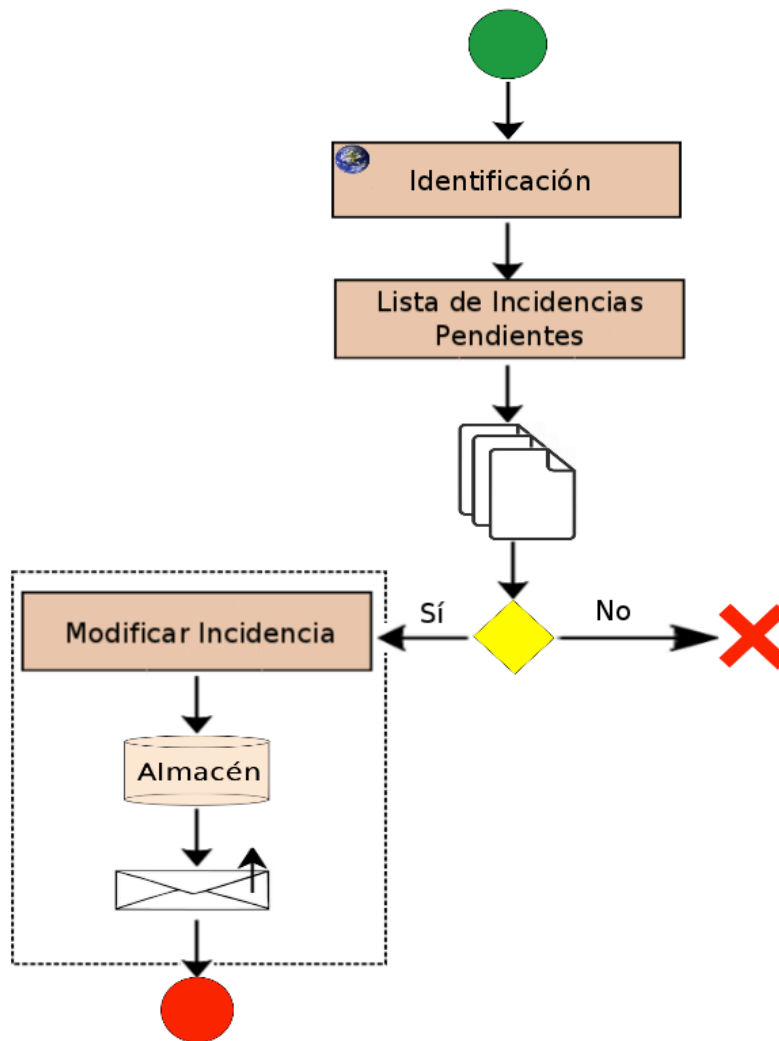 Identificación
Lista de Incidencias
Pendientes
Sí
No
Modificar Incidencia
Almacén